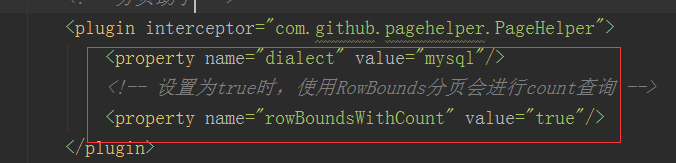 <plugin interceptor="com.github.pagehelper.PageHelper">
<property name="dialect" value="mysql"/>
<!-- 设置为true时，使用RowBounds分页会进行count查询 -->
<property name="rowBoundsWithCount" value="true"/>
</plugin>